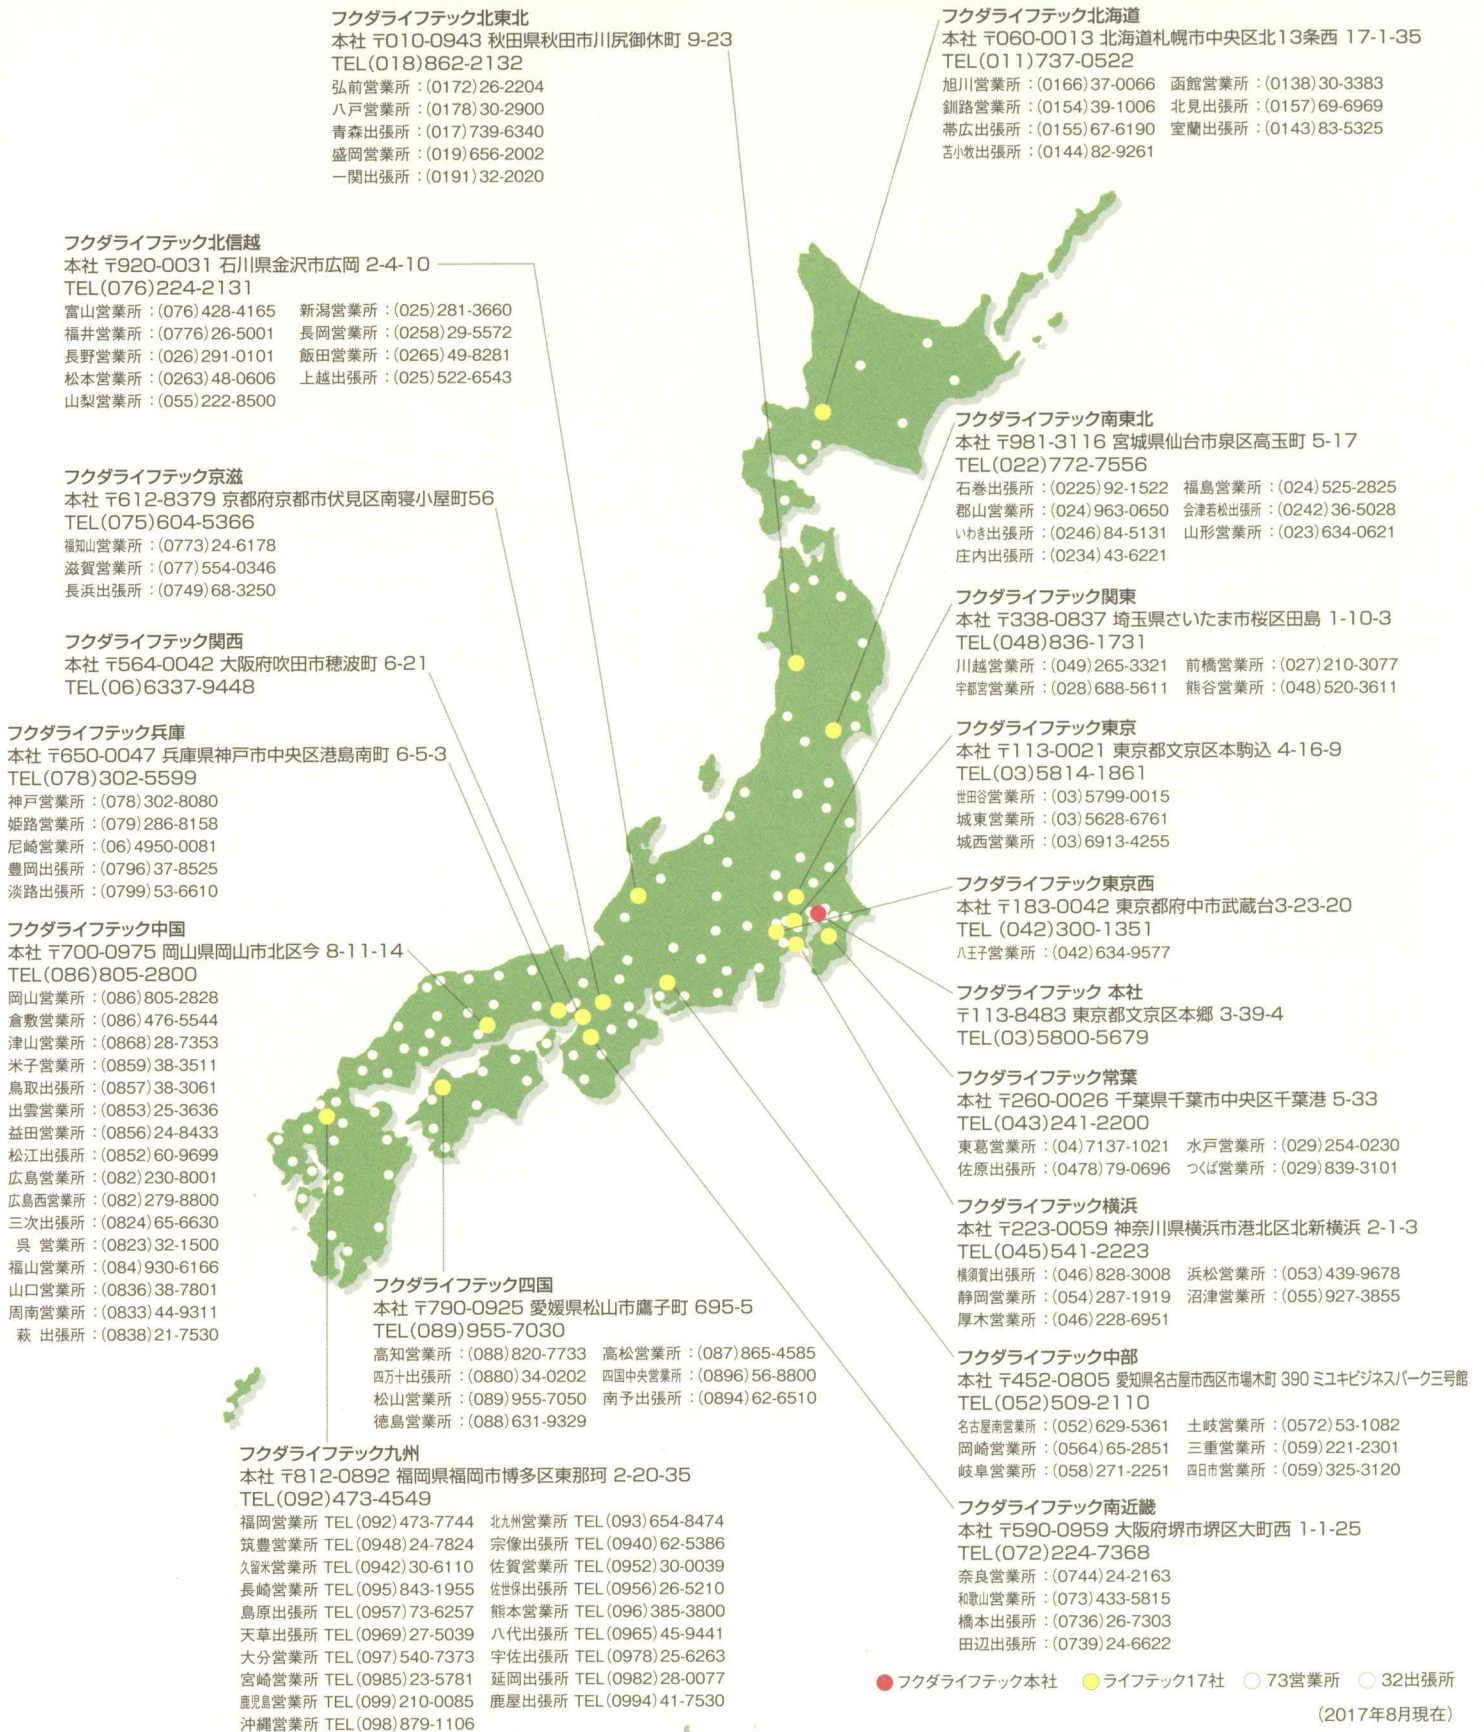 フクダライフテック北東北
本社 〒010-0943 秋田県秋田市川尻御休町 9-23
TEL(018)862-2132
弘前営業所：(0172)26-2204
八戸営業所：(0178)30-2900
青森出張所：(017)739-6340
盛岡営業所：(019)656-2002
一関出張所：(0191)32-2020
フクダライフテック北海道
本社 〒060-0013 北海道札幌市中央区北13条西 17-1-35
TEL(011)737-0522
旭川営業所：(0166)37-0066 函館営業所：(0138)30-3383
釧路営業所：(0154)39-1006 北見出張所：(0157)69-6969
帯広出張所：(0155)67-6190 室蘭出張所：(0143)83-5325
苫小牧出張所：(0144)82-9261
フクダライフテック北信越
本社 〒920-0031 石川県金沢市広岡 2-4-10
TEL(076)224-2131
富山営業所：(076)428-4165 新潟営業所：(025)281-3660
福井営業所：(0776)26-5001 長岡営業所：(0258)29-5572
長野営業所：(026)291-0101 飯田営業所：(0265)49-8281
松本営業所：(0263)48-0606 上越出張所：(025)522-6543
山梨営業所：(055)222-8500
フクダライフテック京滋
本社 〒612-8379 京都府京都市伏見区南寝小屋町56
TEL(075)604-5366
福知山営業所：(0773)24-6178
滋賀営業所：(077)554-0346
長浜出張所：(0749)68-3250
フクダライフテック関西
本社 〒564-0042 大阪府吹田市穂波町 6-21
TEL(06)6337-9448
フクダライフテック兵庫
本社 〒650-0047 兵庫県神戸市中央区港島南町 6-5-3
TEL(078)302-5599
神戸営業所：(078)302-8080
姫路営業所：(079)286-8158
尼崎営業所：(06)4950-0081
豊岡出張所：(0796)37-8525
淡路出張所：(0799)53-6610
フクダライフテック中国
本社 〒700-0975 岡山県岡山市北区今 8-11-14
TEL(086)805-2800
岡山営業所：(086)805-2828
倉敷営業所：(086)476-5544
津山営業所：(0868)28-7353
米子営業所：(0859)38-3511
鳥取出張所：(0857)38-3061
出雲営業所：(0853)25-3636
益田営業所：(0856)24-8433
松江出張所：(0852)60-9699
広島営業所：(082)230-8001
広島西営業所：(082)279-8800
三次出張所：(0824)65-6630
呉 営業所：(0823)32-1500
福山営業所：(084)930-6166
山口営業所：(0836)38-7801
周南営業所：(0833)44-9311
萩 出張所：(0838)21-7530
フクダライフテック四国
本社 〒790-0925 愛媛県松山市鷹子町 695-5
TEL(089)955-7030
高知営業所：(088)820-7733 高松営業所：(087)865-4585
四万十出張所：(0880)34-0202 四国中央営業所：(0896)56-8800
松山営業所：(089)955-7050 南予出張所：(0894)62-6510
徳島営業所：(088)631-9329
フクダライフテック九州
本社 〒812-0892 福岡県福岡市博多区東那珂 2-20-35
TEL(092)473-4549
福岡営業所 TEL(092)473-7744 北九州営業所 TEL(093)654-8474
筑豊営業所 TEL(0948)24-7824 宗像出張所 TEL(0940)62-5386
久留米営業所 TEL(0942)30-6110 佐賀営業所 TEL(0952)30-0039
長崎営業所 TEL(095)843-1955 佐世保出張所 TEL(0956)26-5210
島原出張所 TEL(0957)73-6257 熊本営業所 TEL(096)385-3800
天草出張所 TEL(0969)27-5039 八代出張所 TEL(0965)45-9441
大分営業所 TEL(097)540-7373 宇佐出張所 TEL(0978)25-6263
宮崎営業所 TEL(0985)23-5781 延岡出張所 TEL(0982)28-0077
鹿児島営業所 TEL(099)210-0085 鹿屋出張所 TEL(0994)41-7530
沖縄営業所 TEL(098)879-1106
フクダライフテック南東北
本社 〒981-3116 宮城県仙台市泉区高玉町 5-17
TEL(022)772-7556
石巻出張所：(0225)92-1522 福島営業所：(024)525-2825
郡山営業所：(024)963-0650 会津若松出張所：(0242)36-5028
いわき出張所：(0246)84-5131 山形営業所：(023)634-0621
庄内出張所：(0234)43-6221
フクダライフテック関東
本社 〒338-0837 埼玉県さいたま市桜区田島 1-10-3
TEL(048)836-1731
川越営業所：(049)265-3321 前橋営業所：(027)210-3077
宇都宮営業所：(028)688-5611 熊谷営業所：(048)520-3611
フクダライフテック東京
本社 〒113-0021 東京都文京区本駒込 4-16-9
TEL(03)5814-1861
世田谷営業所：(03)5799-0015
城東営業所：(03)5628-6761
城西営業所：(03)6913-4255
フクダライフテック東京西
本社 〒183-0042 東京都府中市武蔵台3-23-20
TEL (042)300-1351
八王子営業所：(042)634-9577
フクダライフテック 本社
〒113-8483 東京都文京区本郷 3-39-4
TEL(03)5800-5679
フクダライフテック常葉
本社 〒260-0026 千葉県千葉市中央区千葉港 5-33
TEL(043)241-2200
東葛営業所：(04)7137-1021 水戸営業所：(029)254-0230
佐原出張所：(0478)79-0696 つくば営業所：(029)839-3101
フクダライフテック横浜
本社 〒223-0059 神奈川県横浜市港北区北新横浜 2-1-3
TEL(045)541-2223
横須賀出張所：(046)828-3008 浜松営業所：(053)439-9678
静岡営業所：(054)287-1919 沼津営業所：(055)927-3855
厚木営業所：(046)228-6951
フクダライフテック中部
本社 〒452-0805 愛知県名古屋市西区市場木町 390 ミユキビジネスパーク三号館
TEL(052)509-2110
名古屋南営業所：(052)629-5361 土岐営業所：(0572)53-1082
岡崎営業所：(0564)65-2851 三重営業所：(059)221-2301
岐阜営業所：(058)271-2251 四日市営業所：(059)325-3120
フクダライフテック南近畿
本社 〒590-0959 大阪府堺市堺区大町西 1-1-25
TEL(072)224-7368
奈良営業所：(0744)24-2163
和歌山営業所：(073)433-5815
橋本出張所：(0736)26-7303
田辺出張所：(0739)24-6622
フクダライフテック本社 ライフテック17社 73営業所 32出張所
(2017年8月現在)